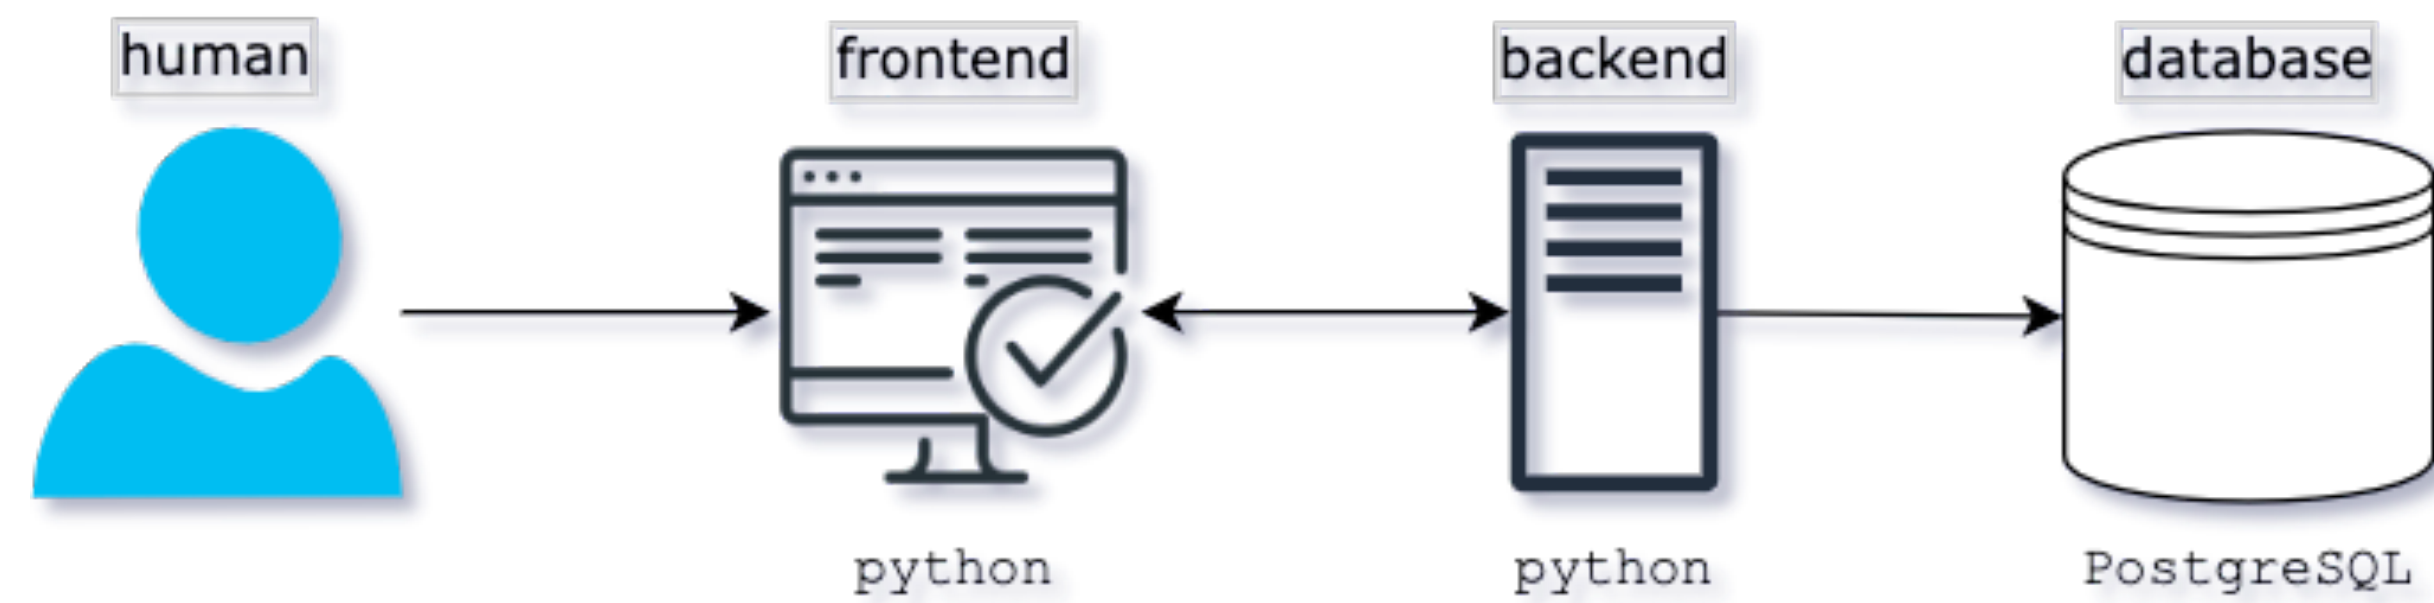 human
frontend
backend
database
python
python
PostgreSQL